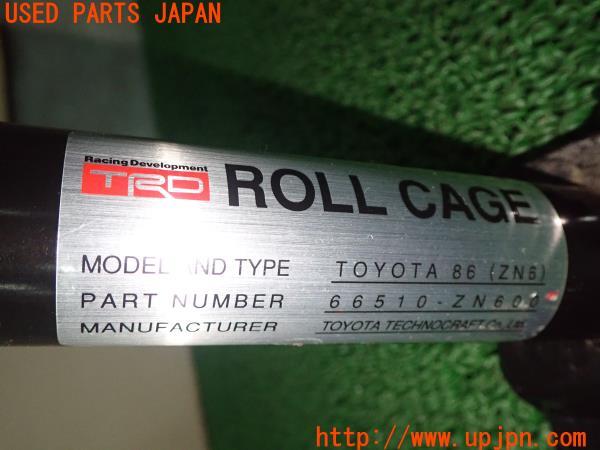 USED PARTS JAPAN
Racing Development
TRD ROLL CAGE
MODEL AND TYPE TOYOTA 86 (ZN6)
PART NUMBER 66510-ZN600
MANUFACTURER TOYOTA TECHNOCRAFT Co., Ltd.
http://www.upjpn.com/